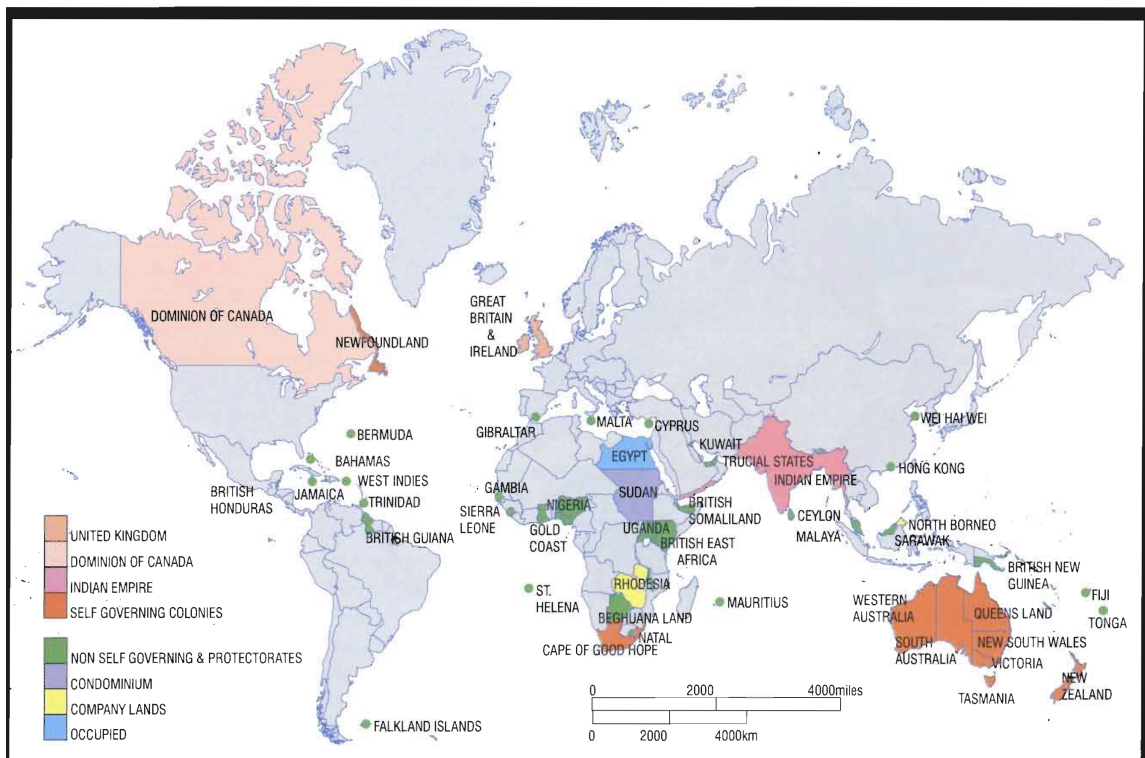 GREAT
BRITAIN
&
IRELAND
DOMINION OF CANADA
NEWFOUNDLAND
BERMUDA
BAHAMAS
WEST INDIES
JAMAICA
BRITISH
HONDURAS
TRINIDAD
BRITISH GUIANA
FALKLAND ISLANDS
GIBRALTAR
MALTA
CYPRUS
EGYPT
KUWAIT
TRUCIAL STATES
INDIAN EMPIRE
WEI HAI WEI
HONG KONG
GAMBIA
SIERRA
LEONE
NIGERIA
GOLD
COAST
SUDAN
UGANDA
BRITISH
SOMALILAND
BRITISH EAST
AFRICA
CEYLON
MALAYA
NORTH BORNEO
SARAWAK
BRITISH NEW
GUINEA
ST.
HELENA
RHODESIA
BEGHUANA LAND
NATAL
CAPE OF GOOD HOPE
MAURITIUS
WESTERN
AUSTRALIA
QUEENS LAND
SOUTH
AUSTRALIA
NEW SOUTH WALES
VICTORIA
TASMANIA
NEW
ZEALAND
FIJI
TONGA
UNITED KINGDOM
DOMINION OF CANADA
INDIAN EMPIRE
SELF GOVERNING COLONIES
NON SELF GOVERNING & PROTECTORATES
CONDOMINIUM
COMPANY LANDS
OCCUPIED
0 2000 4000miles
0 2000 4000km